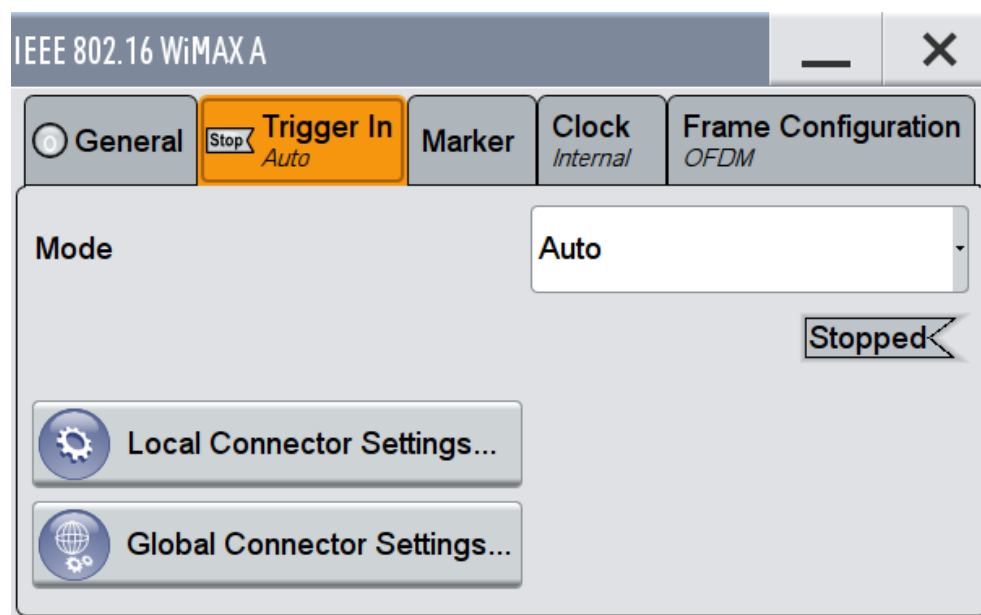 IEEE 802.16 WiMAX A
General
Stop
Trigger In
Auto
Marker
Clock
Internal
Frame Configuration
OFDM
Mode
Auto
Stopped
Local Connector Settings...
Global Connector Settings...